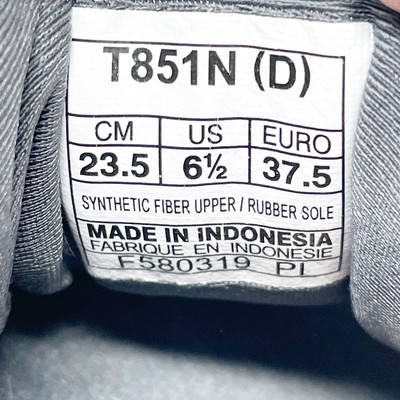 T851N (D)
CM US EURO
23.5 6½ 37.5
SYNTHETIC FIBER UPPER / RUBBER SOLE
MADE IN INDONESIA
FABRIQUE EN INDONESIE
F580319 PI